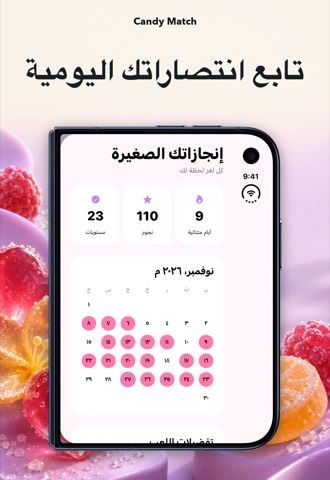 Candy Match
تابع انتصاراتك اليومية
إنجازاتك الصغيرة
كل لغز لحظة لك
9:41
9 110 23
أيام متتالية نجوم مستويات
نوفمبر، ٢٠٢٦ م
ن ث ر خ ج س ح
١
٢ ٣ ٤ ٥ ٦ ٧ ٨
٩ ١٠ ١١ ١٢ ١٣ ١٤ ١٥
١٦ ١٧ ١٨ ١٩ ٢٠ ٢١ ٢٢
٢٣ ٢٤ ٢٥ ٢٦ ٢٧ ٢٨ ٢٩
٣٠
تفضيلات اللعب